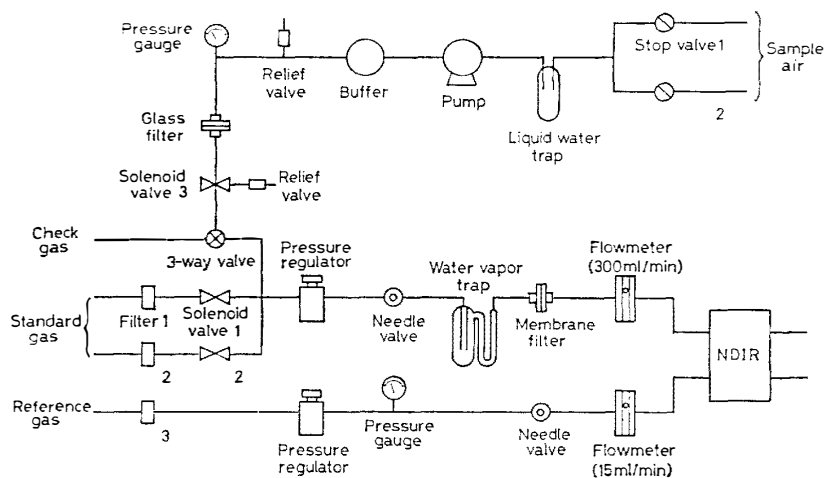 Pressure
gauge
Relief
valve
Buffer
Pump
Liquid water
trap
Stop valve 1
2
Sample
air
Glass
filter
Solenoid
valve 3
Relief
valve
Check
gas
3-way valve
Pressure
regulator
Water vapor
trap
Flowmeter
(300ml/min)
Standard
gas
Filter 1
Solenoid
valve 1
Needle
valve
Membrane
filter
NDIR
2
2
Reference
gas
3
Pressure
regulator
Pressure
gauge
Needle
valve
Flowmeter
(15ml/min)